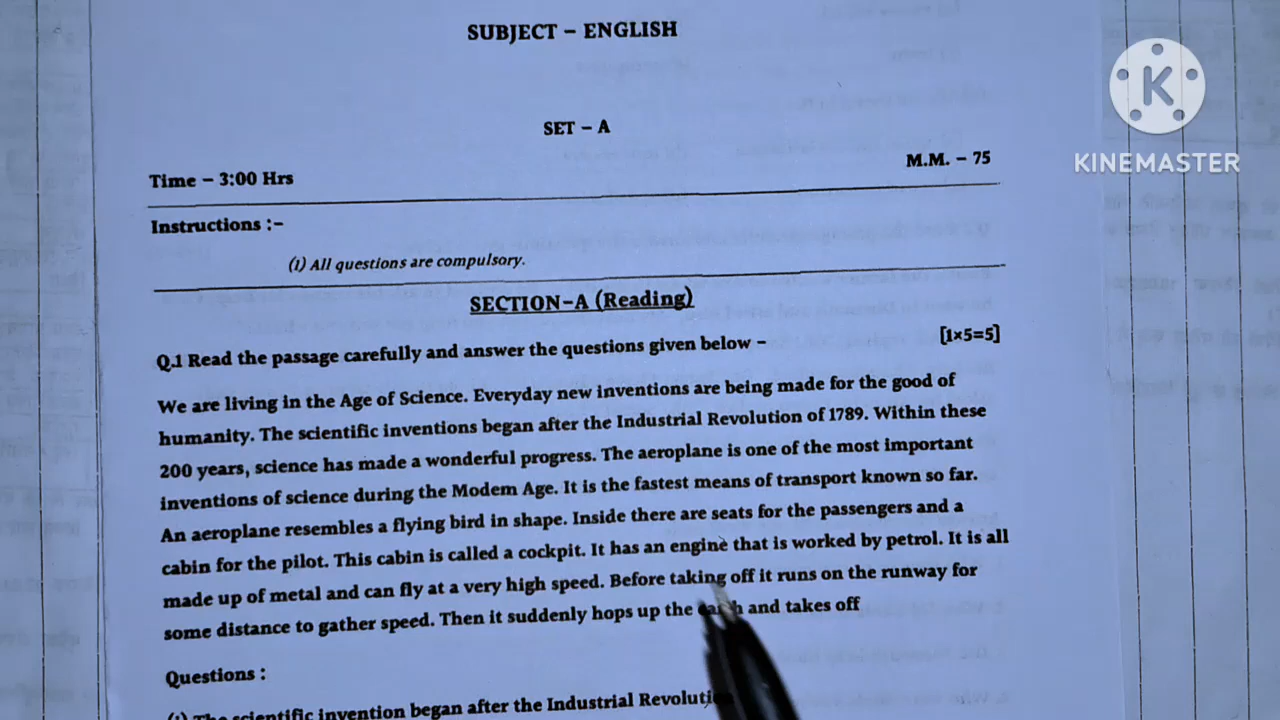 SUBJECT – ENGLISH
SET – A
M.M. – 75
Time – 3:00 Hrs
Instructions :-
(1) All questions are compulsory.
SECTION-A (Reading)
Q.1 Read the passage carefully and answer the questions given below – [1×5=5]
We are living in the Age of Science. Everyday new inventions are being made for the good of
humanity. The scientific inventions began after the Industrial Revolution of 1789. Within these
200 years, science has made a wonderful progress. The aeroplane is one of the most important
inventions of science during the Modem Age. It is the fastest means of transport known so far.
An aeroplane resembles a flying bird in shape. Inside there are seats for the passengers and a
cabin for the pilot. This cabin is called a cockpit. It has an engine that is worked by petrol. It is all
made up of metal and can fly at a very high speed. Before taking off it runs on the runway for
some distance to gather speed. Then it suddenly hops up the earth and takes off
Questions :
(i) The scientific invention began after the Industrial Revolution
K
KINEMASTER